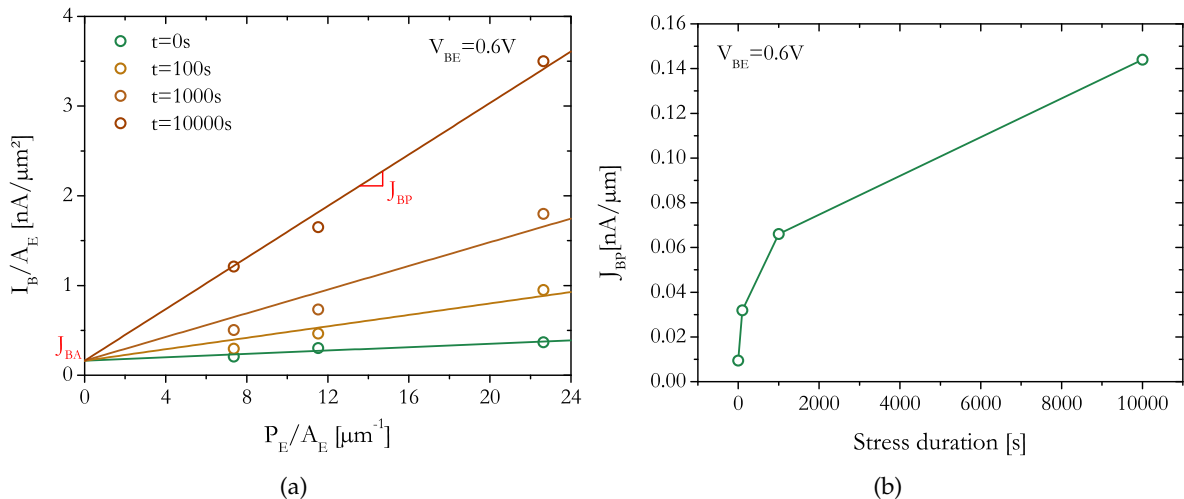 4
3
2
1
0
I_B/A_E [nA/μm²]
t=0s
t=100s
t=1000s
t=10000s
V_BE=0.6V
J_BP
J_BA
0 4 8 12 16 20 24
P_E/A_E [μm⁻¹]
(a)
0.16
0.14
0.12
0.10
0.08
0.06
0.04
0.02
0.00
J_BP[nA/μm]
V_BE=0.6V
0 2000 4000 6000 8000 10000
Stress duration [s]
(b)